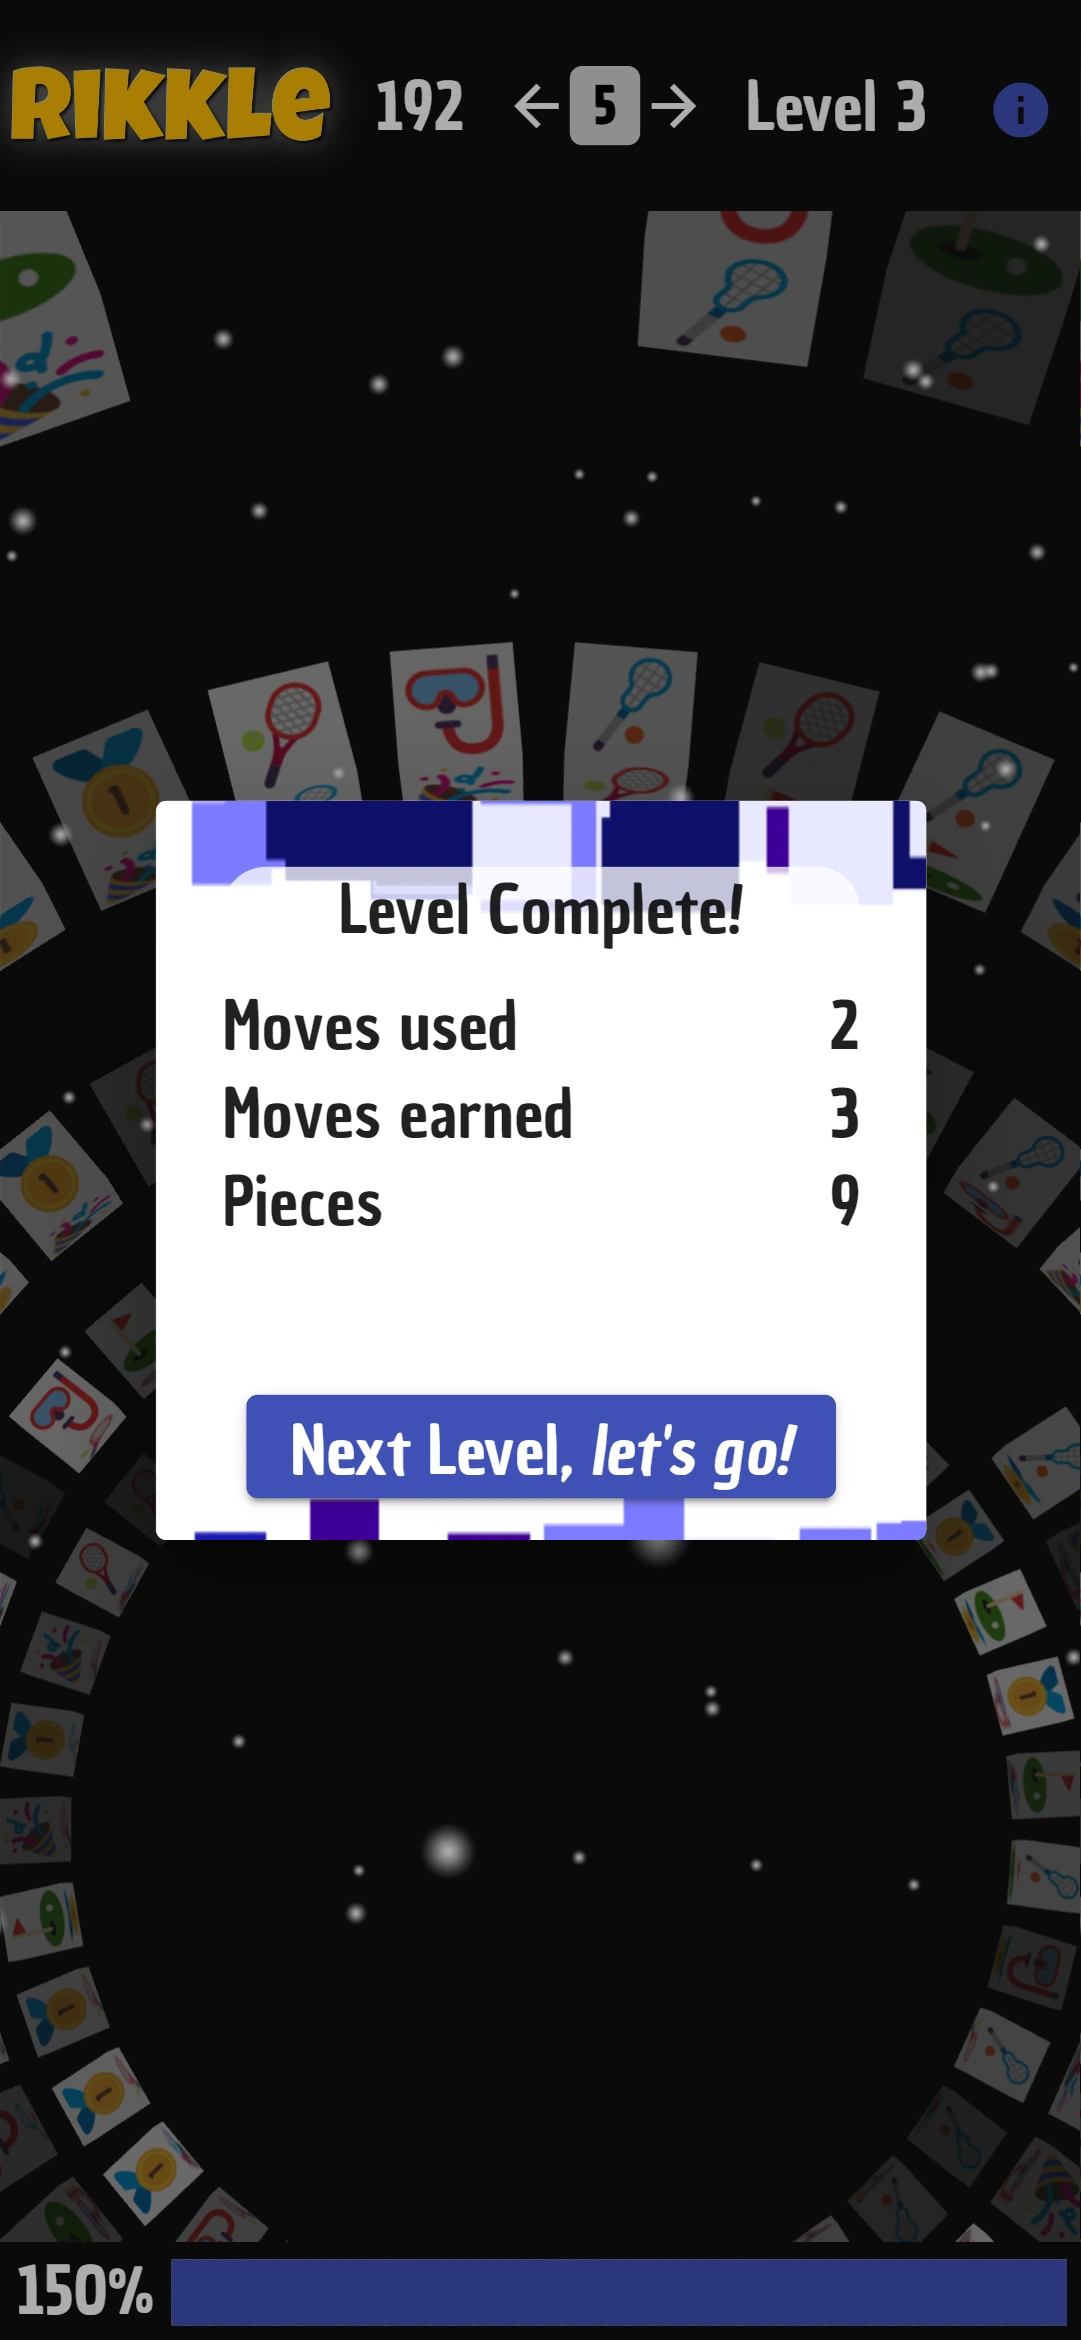 RIKKLe 192 ← 5 → Level 3 i
Level Complete!
Moves used 2
Moves earned 3
Pieces 9
Next Level, let's go!
150%